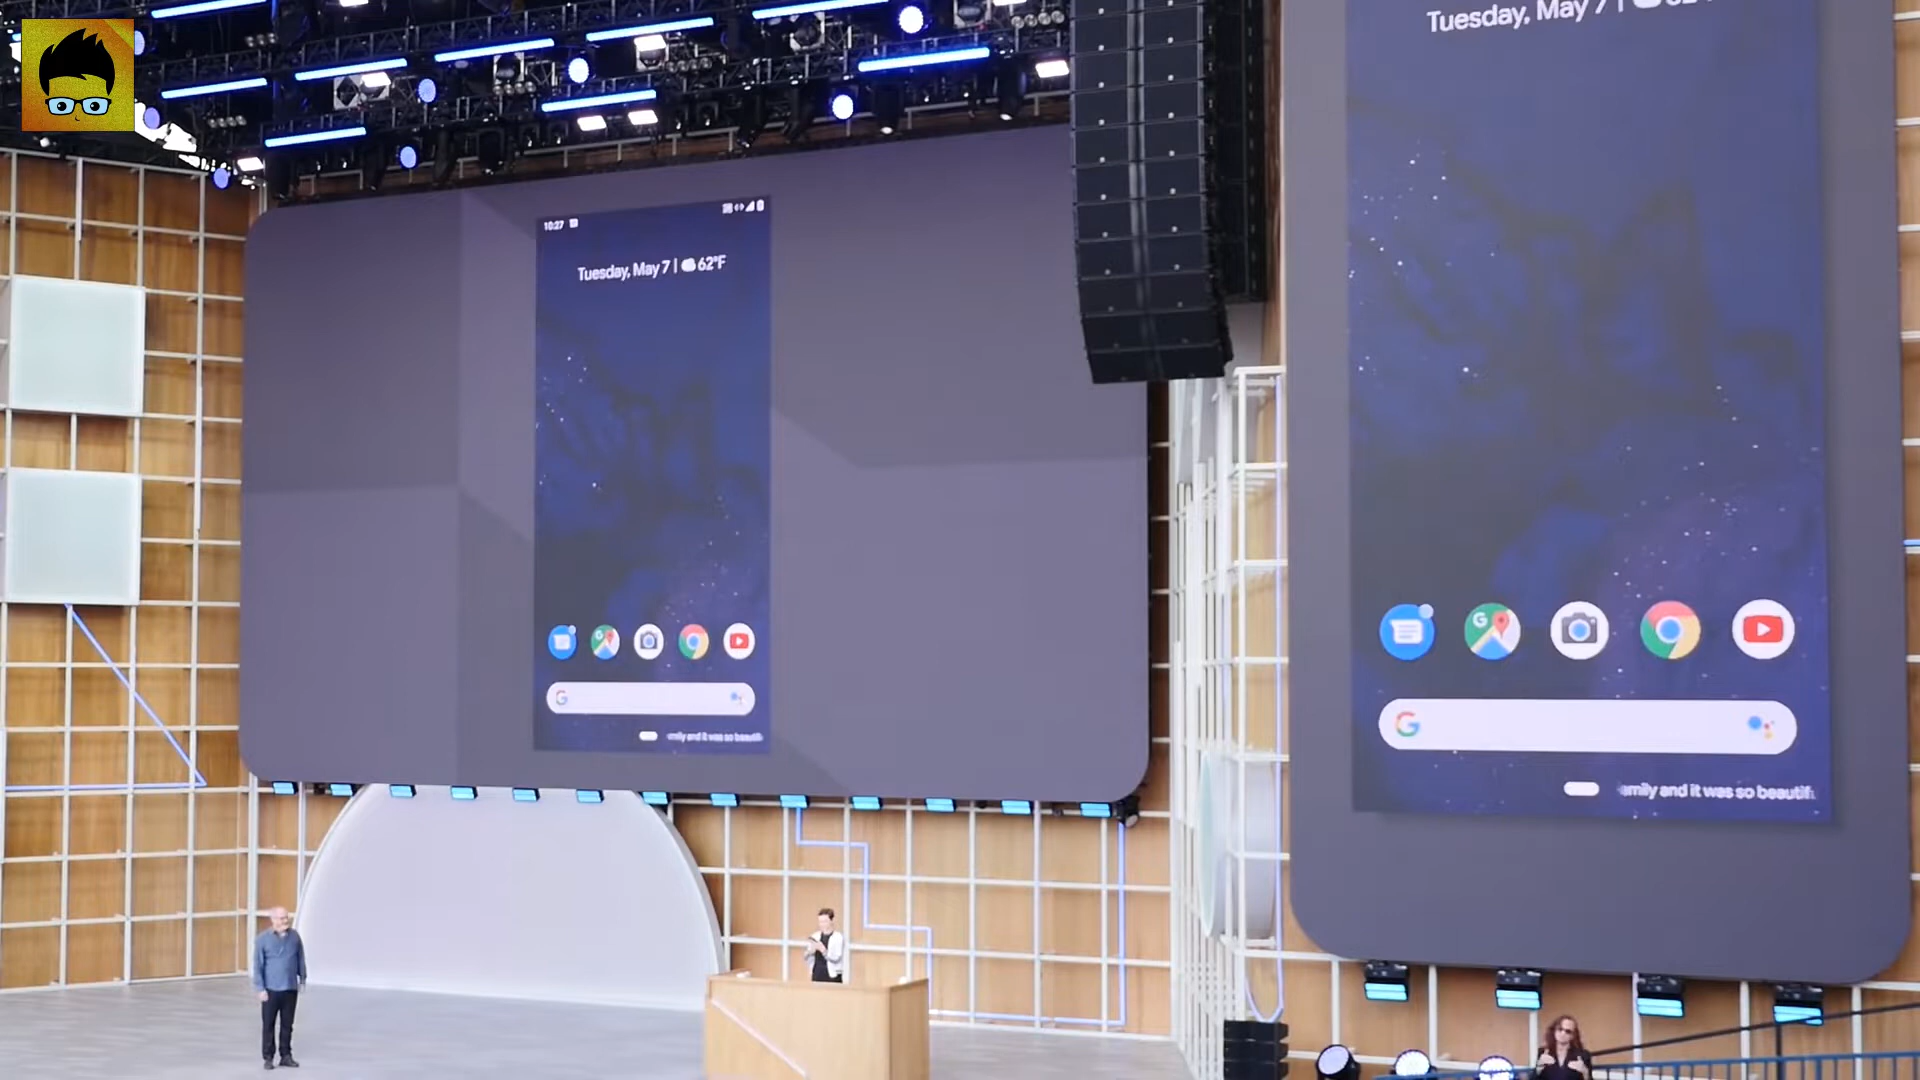 10:27
Tuesday, May 7 | 62°F
G
G
emily and it was so beautif
Tuesday, May 7 |
G
G
amily and it was so beautif